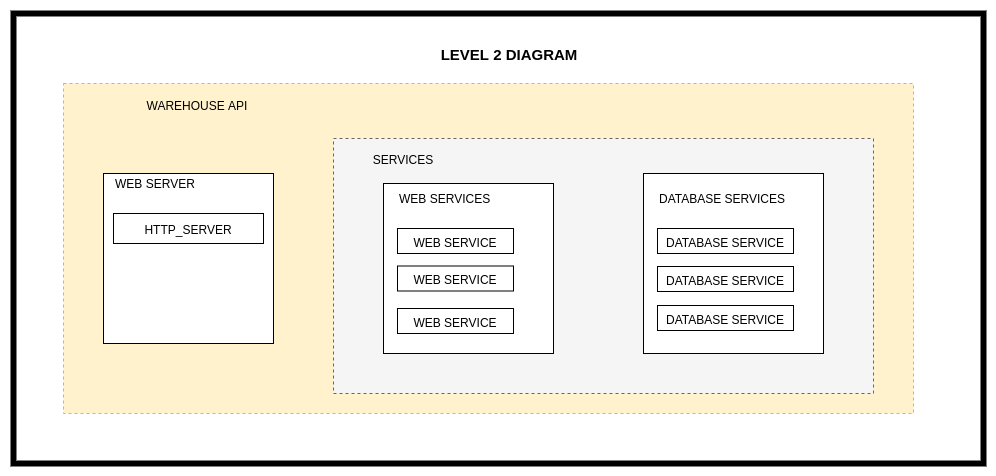 LEVEL 2 DIAGRAM
WAREHOUSE API
WEB SERVER
HTTP_SERVER
SERVICES
WEB SERVICES
WEB SERVICE
WEB SERVICE
WEB SERVICE
DATABASE SERVICES
DATABASE SERVICE
DATABASE SERVICE
DATABASE SERVICE